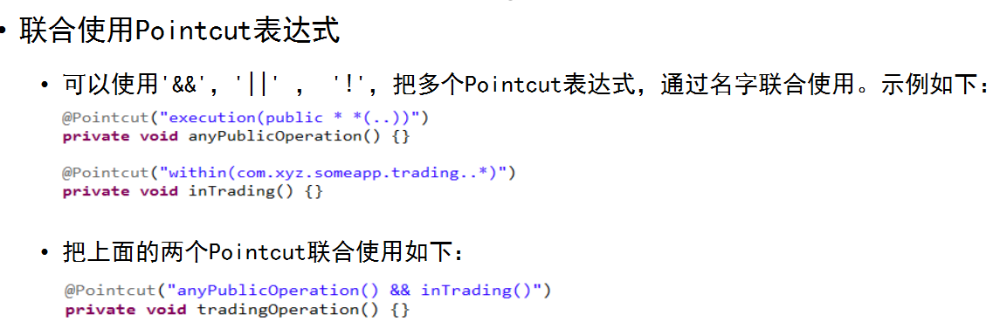 • 联合使用Pointcut表达式
• 可以使用'&&', '||' , '!', 把多个Pointcut表达式, 通过名字联合使用。示例如下:
@Pointcut("execution(public * *(..))")
private void anyPublicOperation() {}
@Pointcut("within(com.xyz.someapp.trading..*)")
private void inTrading() {}
• 把上面的两个Pointcut联合使用如下:
@Pointcut("anyPublicOperation() && inTrading()")
private void tradingOperation() {}